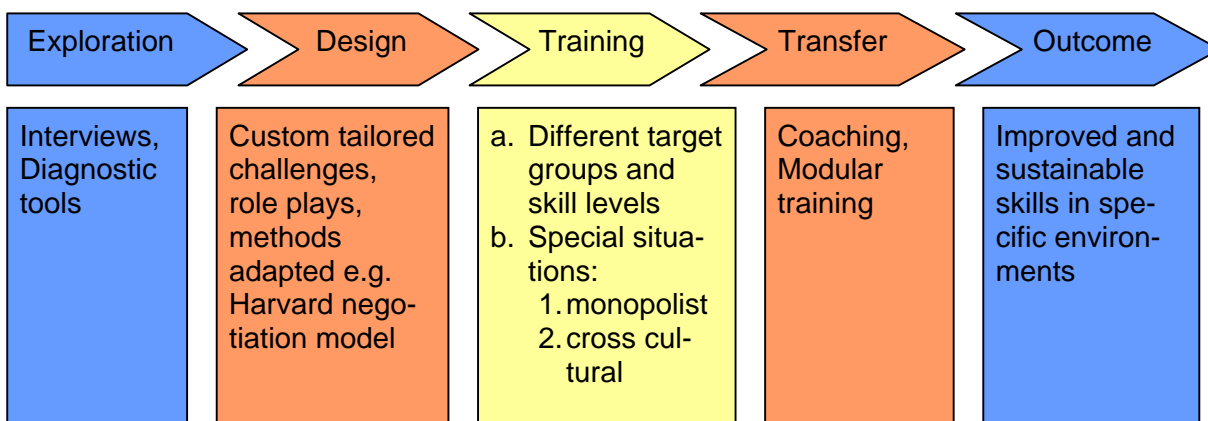 Exploration
Design
Training
Transfer
Outcome
Interviews,
Diagnostic
tools
Custom tailored
challenges,
role plays,
methods
adapted e.g.
Harvard nego-
tiation model
a. Different target
groups and
skill levels
b. Special situa-
tions:
1. monopolist
2. cross cul-
tural
Coaching,
Modular
training
Improved and
sustainable
skills in spe-
cific environ-
ments